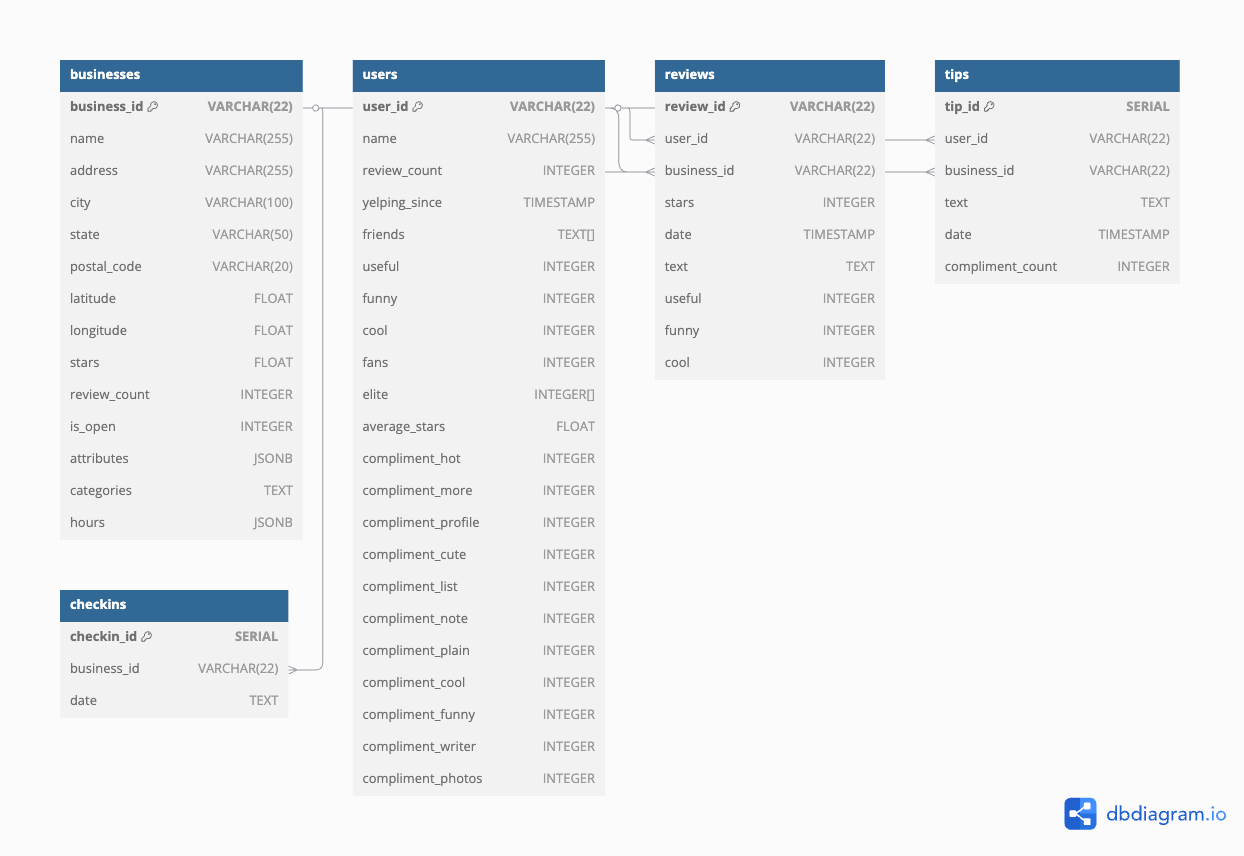 businesses
business_id VARCHAR(22)
name VARCHAR(255)
address VARCHAR(255)
city VARCHAR(100)
state VARCHAR(50)
postal_code VARCHAR(20)
latitude FLOAT
longitude FLOAT
stars FLOAT
review_count INTEGER
is_open INTEGER
attributes JSONB
categories TEXT
hours JSONB
checkins
checkin_id SERIAL
business_id VARCHAR(22)
date TEXT
users
user_id VARCHAR(22)
name VARCHAR(255)
review_count INTEGER
yelping_since TIMESTAMP
friends TEXT[]
useful INTEGER
funny INTEGER
cool INTEGER
fans INTEGER
elite INTEGER[]
average_stars FLOAT
compliment_hot INTEGER
compliment_more INTEGER
compliment_profile INTEGER
compliment_cute INTEGER
compliment_list INTEGER
compliment_note INTEGER
compliment_plain INTEGER
compliment_cool INTEGER
compliment_funny INTEGER
compliment_writer INTEGER
compliment_photos INTEGER
reviews
review_id VARCHAR(22)
user_id VARCHAR(22)
business_id VARCHAR(22)
stars INTEGER
date TIMESTAMP
text TEXT
useful INTEGER
funny INTEGER
cool INTEGER
tips
tip_id SERIAL
user_id VARCHAR(22)
business_id VARCHAR(22)
text TEXT
date TIMESTAMP
compliment_count INTEGER
dbdiagram.io